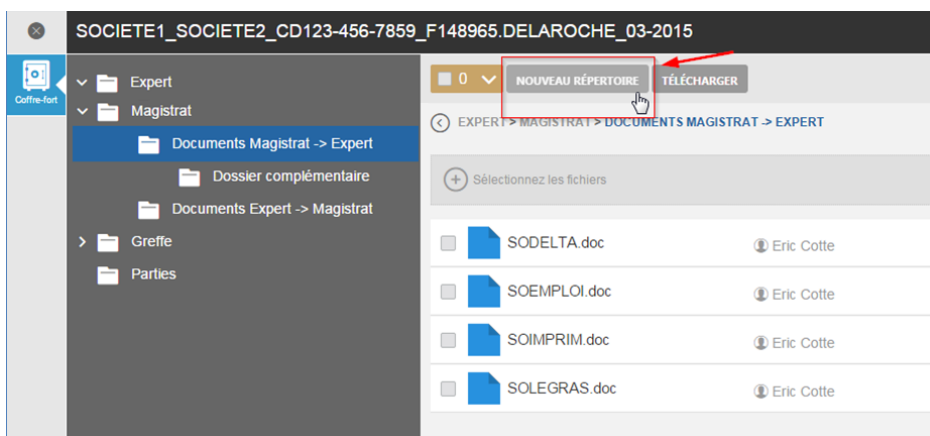 SOCIETE1_SOCIETE2_CD123-456-7859_F148965.DELAROCHE_03-2015
Coffre-fort
Expert
Magistrat
Documents Magistrat -> Expert
Dossier complémentaire
Documents Expert -> Magistrat
Greffe
Parties
0 NOUVEAU RÉPERTOIRE TÉLÉCHARGER
EXPERT > MAGISTRAT > DOCUMENTS MAGISTRAT -> EXPERT
Sélectionnez les fichiers
SODELTA.doc Eric Cotte
SOEMPLOI.doc Eric Cotte
SOIMPRIM.doc Eric Cotte
SOLEGRAS.doc Eric Cotte